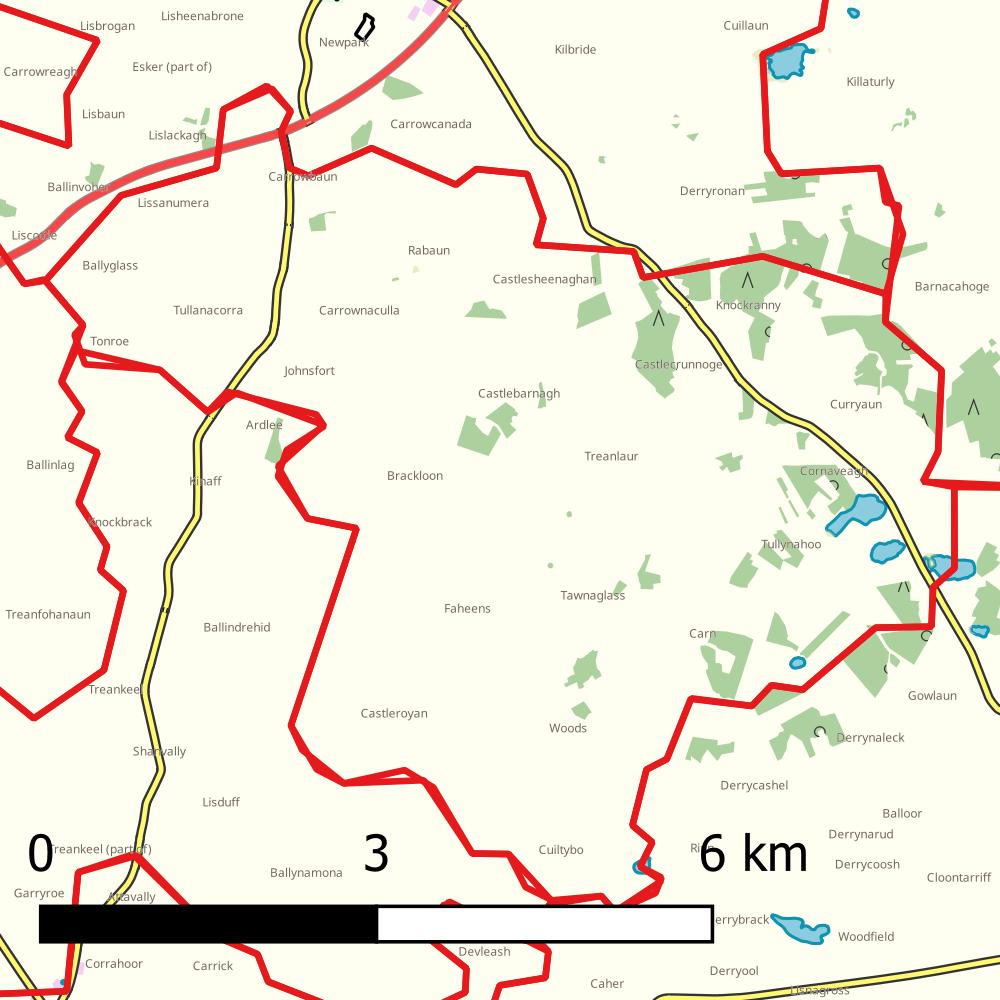 Lisheenabrone
Lisbrogan
Cuillaun
Newpark
Kilbride
Esker (part of)
Carrowreagh
Killaturly
Lisbaun
Carrowcanada
Lislackagh
Carrowbaun
Ballinvoher
Derryronan
Lissanumera
Liscottle
Rabaun
Ballyglass
Castlesheenaghan
Barnacahoge
Knockranny
Tullanacorra
Carrownaculla
Tonroe
Castlecrunnoge
Johnsfort
Castlebarnagh
Curryaun
Ardlee
Treanlaur
Ballinlag
Cornaveagh
Brackloon
Kinaff
Knockbrack
Tullynahoo
Tawnaglass
Faheens
Treanfohanaun
Ballindrehid
Carn
Treankeel
Gowlaun
Castleroyan
Woods
Derrynaleck
Shanvally
Derrycashel
Lisduff
Balloor
Derrynarud
0 3 6 km
Treankeel (part of)
Cuiltybo
Derrycoosh
Ballynamona
Cloontarriff
Garryroe
Attavally
errybrack
Woodfield
Devleash
Corrahoor
Carrick
Derryool
Caher
Lisnagross